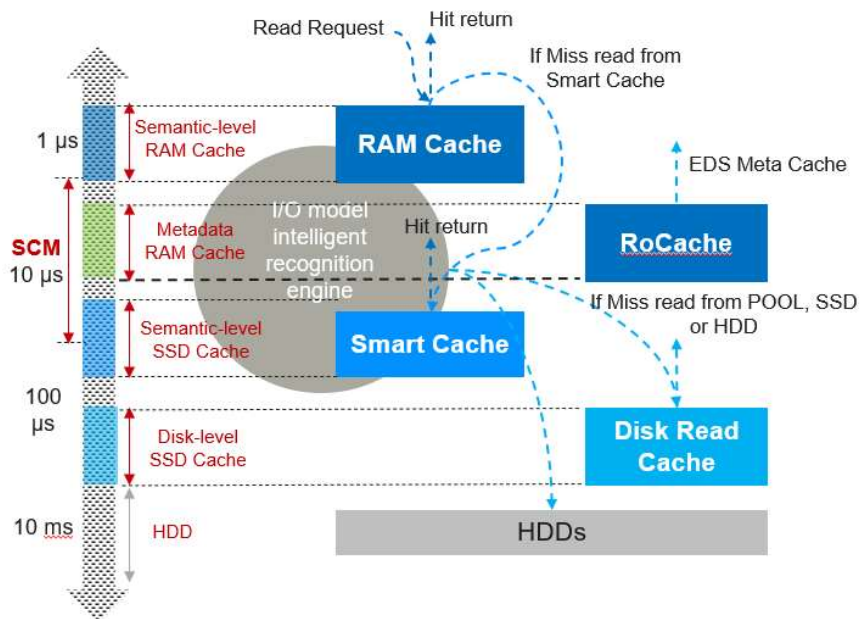 Read Request
Hit return
If Miss read from
Smart Cache
1 µs
Semantic-level
RAM Cache
RAM Cache
EDS Meta Cache
SCM
10 µs
Metadata
RAM Cache
I/O model
intelligent
recognition
engine
Hit return
RoCache
If Miss read from POOL, SSD
or HDD
Semantic-level
SSD Cache
Smart Cache
100
µs
Disk-level
SSD Cache
Disk Read
Cache
10 ms
HDD
HDDs